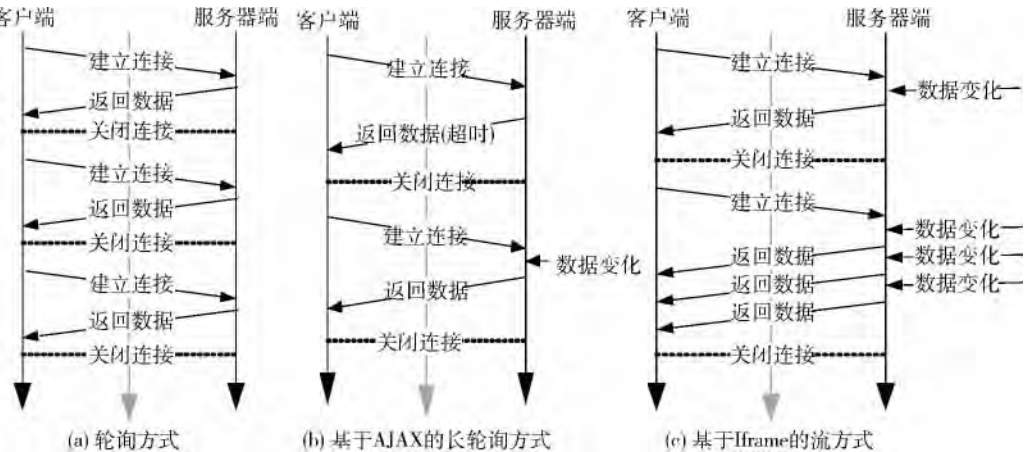 客户端
服务器端
建立连接
返回数据
关闭连接
建立连接
返回数据
关闭连接
建立连接
返回数据
关闭连接
(a) 轮询方式
客户端
服务器端
建立连接
返回数据(超时)
关闭连接
建立连接
数据变化
返回数据
关闭连接
(b) 基于AJAX的长轮询方式
客户端
服务器端
建立连接
数据变化
返回数据
关闭连接
建立连接
数据变化
数据变化
返回数据
数据变化
返回数据
返回数据
关闭连接
(c) 基于Iframe的流方式